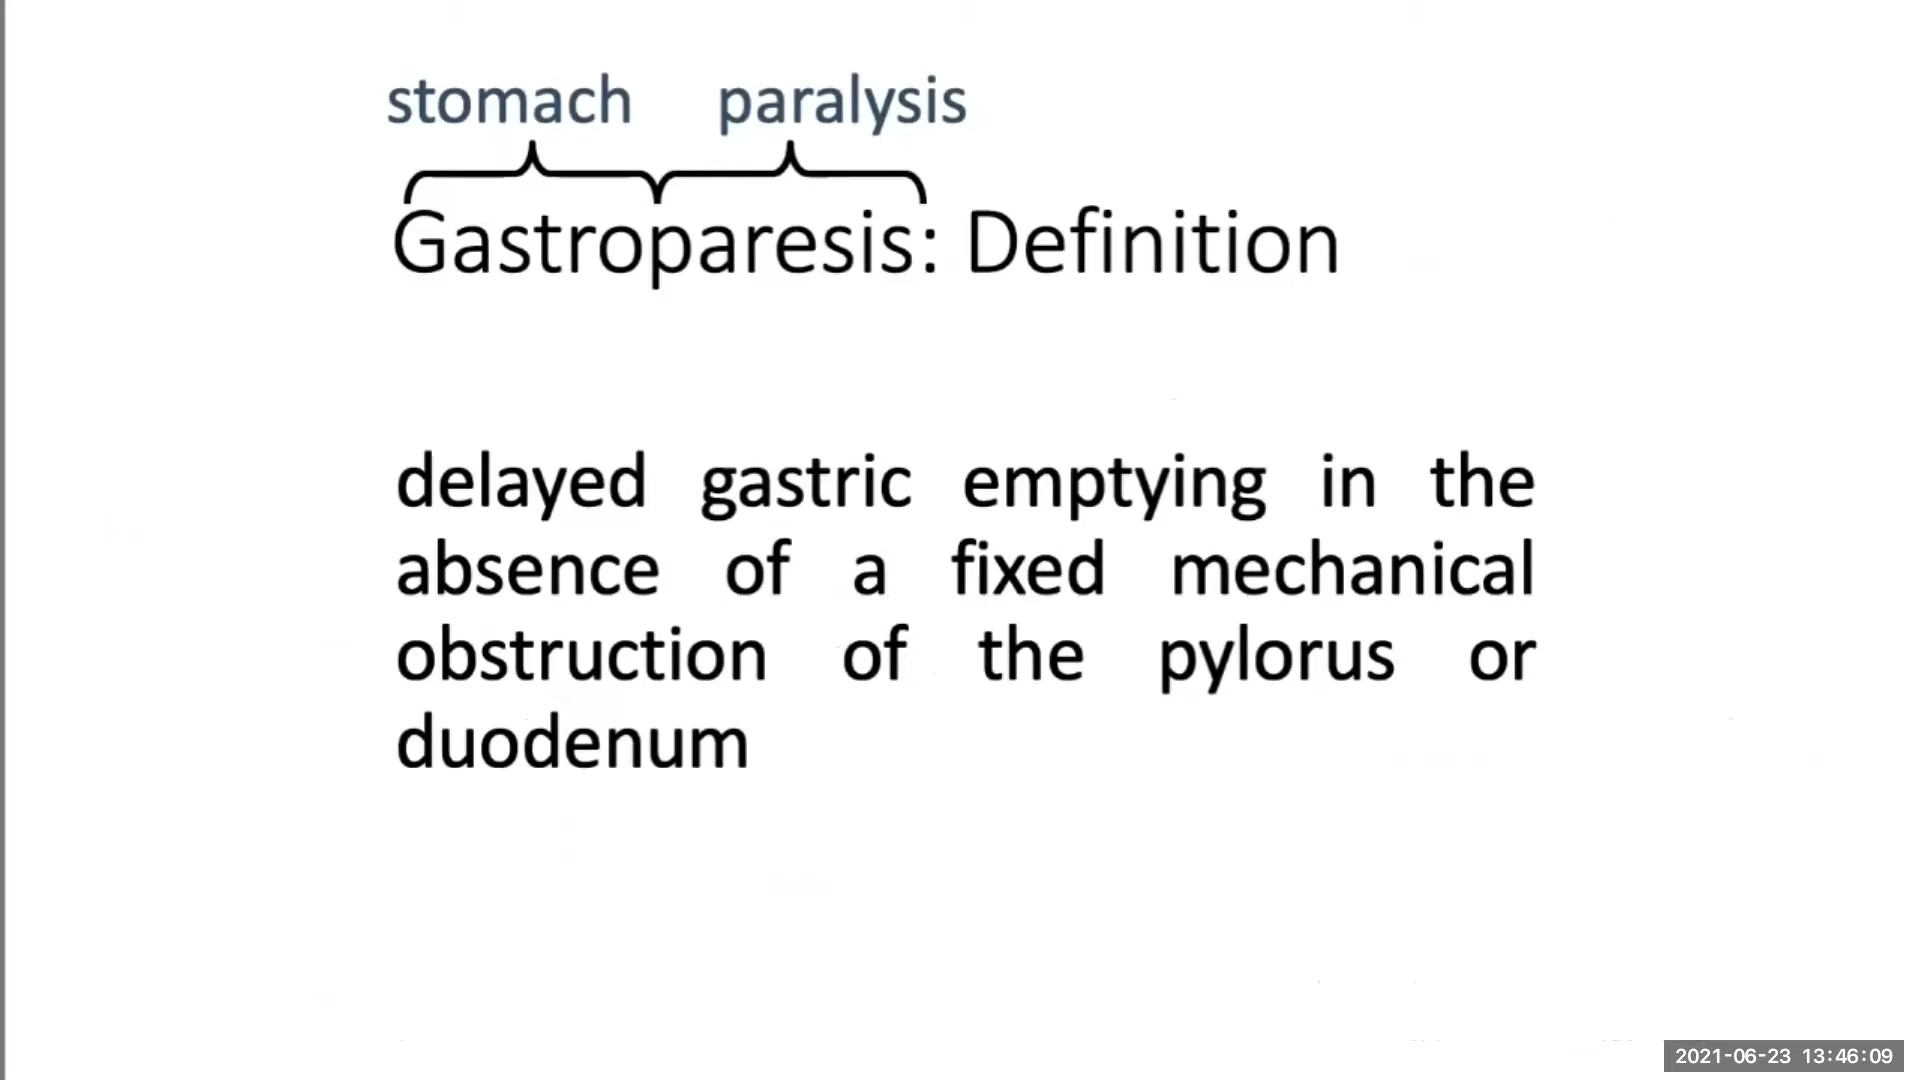 stomach paralysis
Gastroparesis: Definition
delayed gastric emptying in the
absence of a fixed mechanical
obstruction of the pylorus or
duodenum
2021-06-23 13:46:09